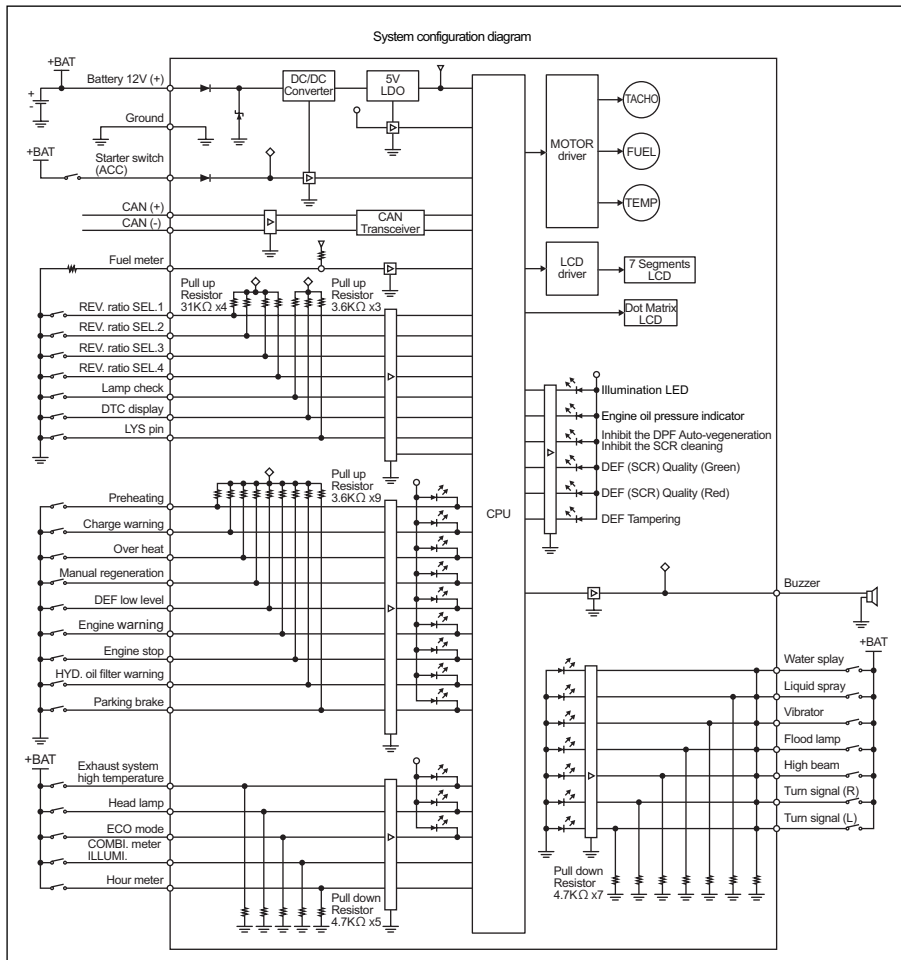 System configuration diagram
+BAT
Battery 12V (+)
+
-
Ground
+BAT
Starter switch
(ACC)
CAN (+)
CAN (-)
Fuel meter
DC/DC
Converter
5V
LDO
CAN
Transceiver
Pull up
Resistor
31KΩ x4
Pull up
Resistor
3.6KΩ x3
REV. ratio SEL.1
REV. ratio SEL.2
REV. ratio SEL.3
REV. ratio SEL.4
Lamp check
DTC display
LYS pin
Pull up
Resistor
3.6KΩ x9
Preheating
Charge warning
Over heat
Manual regeneration
DEF low level
Engine warning
Engine stop
HYD. oil filter warning
Parking brake
+BAT
Exhaust system
high temperature
Head lamp
ECO mode
COMBI. meter
ILLUMI.
Hour meter
Pull down
Resistor
4.7KΩ x5
CPU
MOTOR
driver
TACHO
FUEL
TEMP
LCD
driver
7 Segments
LCD
Dot Matrix
LCD
Illumination LED
Engine oil pressure indicator
Inhibit the DPF Auto-vegeneration
Inhibit the SCR cleaning
DEF (SCR) Quality (Green)
DEF (SCR) Quality (Red)
DEF Tampering
Buzzer
+BAT
Water splay
Liquid spray
Vibrator
Flood lamp
High beam
Turn signal (R)
Turn signal (L)
Pull down
Resistor
4.7KΩ x7